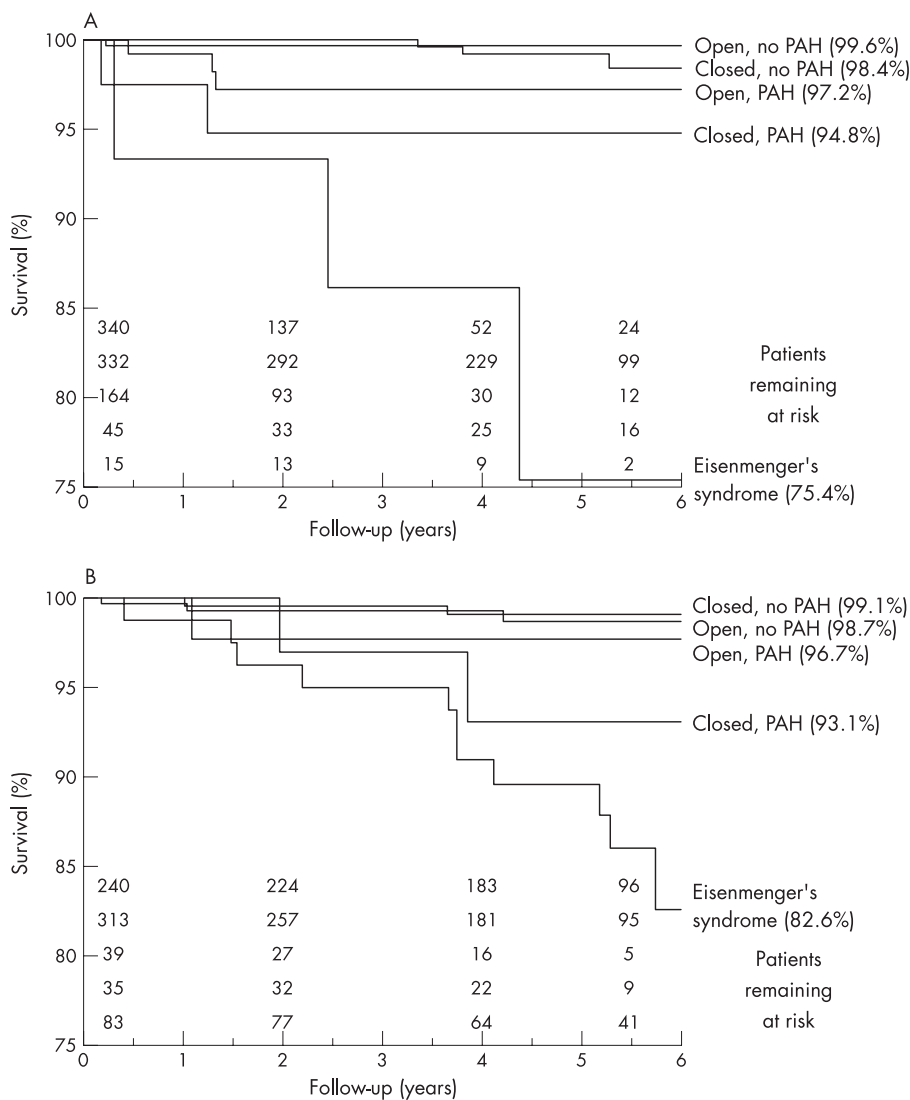 A
100
95
90
85
80
75
Survival (%)
Open, no PAH (99.6%)
Closed, no PAH (98.4%)
Open, PAH (97.2%)
Closed, PAH (94.8%)
340 137 52 24
332 292 229 99
164 93 30 12
45 33 25 16
15 13 9 2
Patients
remaining
at risk
Eisenmenger's
syndrome (75.4%)
0 1 2 3 4 5 6
Follow-up (years)
B
100
95
90
85
80
75
Survival (%)
Closed, no PAH (99.1%)
Open, no PAH (98.7%)
Open, PAH (96.7%)
Closed, PAH (93.1%)
Eisenmenger's
syndrome (82.6%)
240 224 183 96
313 257 181 95
39 27 16 5
35 32 22 9
83 77 64 41
Patients
remaining
at risk
0 1 2 3 4 5 6
Follow-up (years)